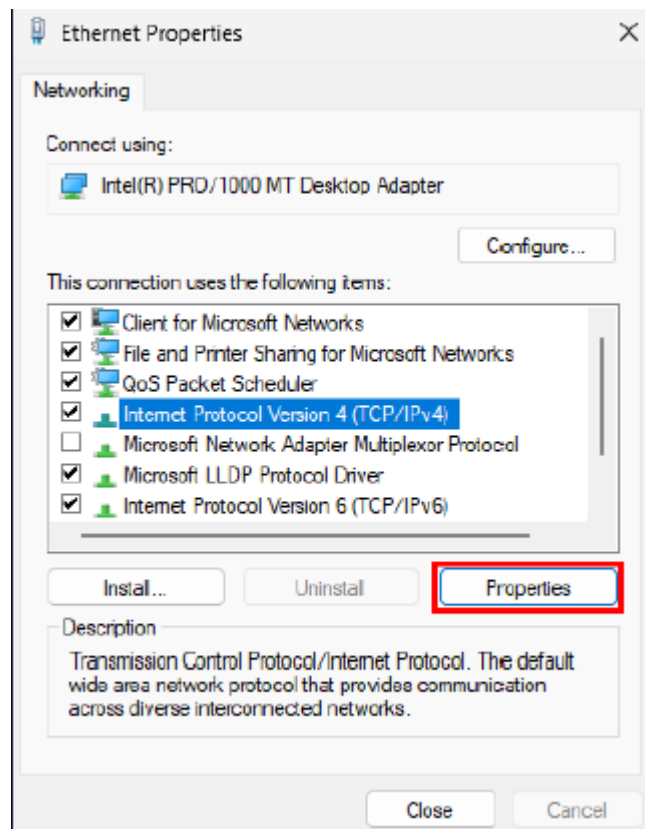 Ethernet Properties
Networking
Connect using:
Intel(R) PRO/1000 MT Desktop Adapter
Configure...
This connection uses the following items:
Client for Microsoft Networks
File and Printer Sharing for Microsoft Networks
QoS Packet Scheduler
Internet Protocol Version 4 (TCP/IPv4)
Microsoft Network Adapter Multiplexor Protocol
Microsoft LLDP Protocol Driver
Internet Protocol Version 6 (TCP/IPv6)
Install...
Uninstall
Properties
Description
Transmission Control Protocol/Internet Protocol. The default
wide area network protocol that provides communication
across diverse interconnected networks.
Close
Cancel